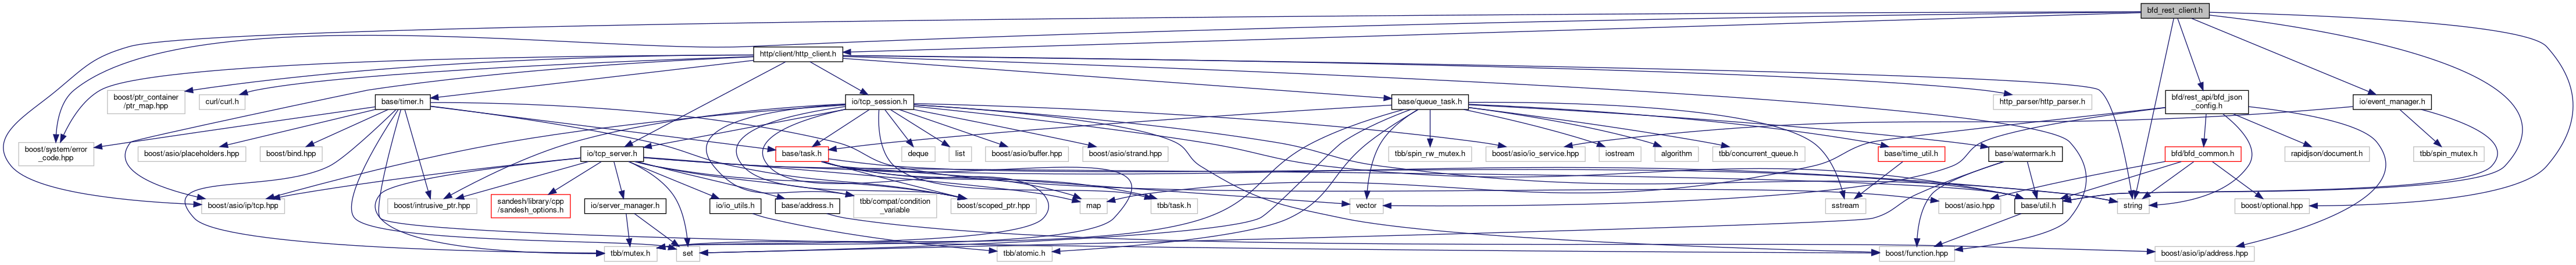 bfd_rest_client.h
http/client/http_client.h
boost/ptr_container
/ptr_map.hpp
curl/curl.h
base/timer.h
io/tcp_session.h
base/queue_task.h
http_parser/http_parser.h
bfd/rest_api/bfd_json
_config.h
io/event_manager.h
boost/system/error
_code.hpp
boost/asio/placeholders.hpp
boost/bind.hpp
io/tcp_server.h
base/task.h
deque
list
boost/asio/buffer.hpp
boost/asio/strand.hpp
tbb/spin_rw_mutex.h
boost/asio/io_service.hpp
iostream
algorithm
tbb/concurrent_queue.h
base/time_util.h
base/watermark.h
bfd/bfd_common.h
rapidjson/document.h
tbb/spin_mutex.h
boost/asio/ip/tcp.hpp
boost/intrusive_ptr.hpp
sandesh/library/cpp
/sandesh_options.h
io/server_manager.h
io/io_utils.h
base/address.h
tbb/compat/condition
_variable
boost/scoped_ptr.hpp
map
tbb/task.h
vector
sstream
boost/asio.hpp
base/util.h
string
boost/optional.hpp
tbb/mutex.h
set
tbb/atomic.h
boost/function.hpp
boost/asio/ip/address.hpp